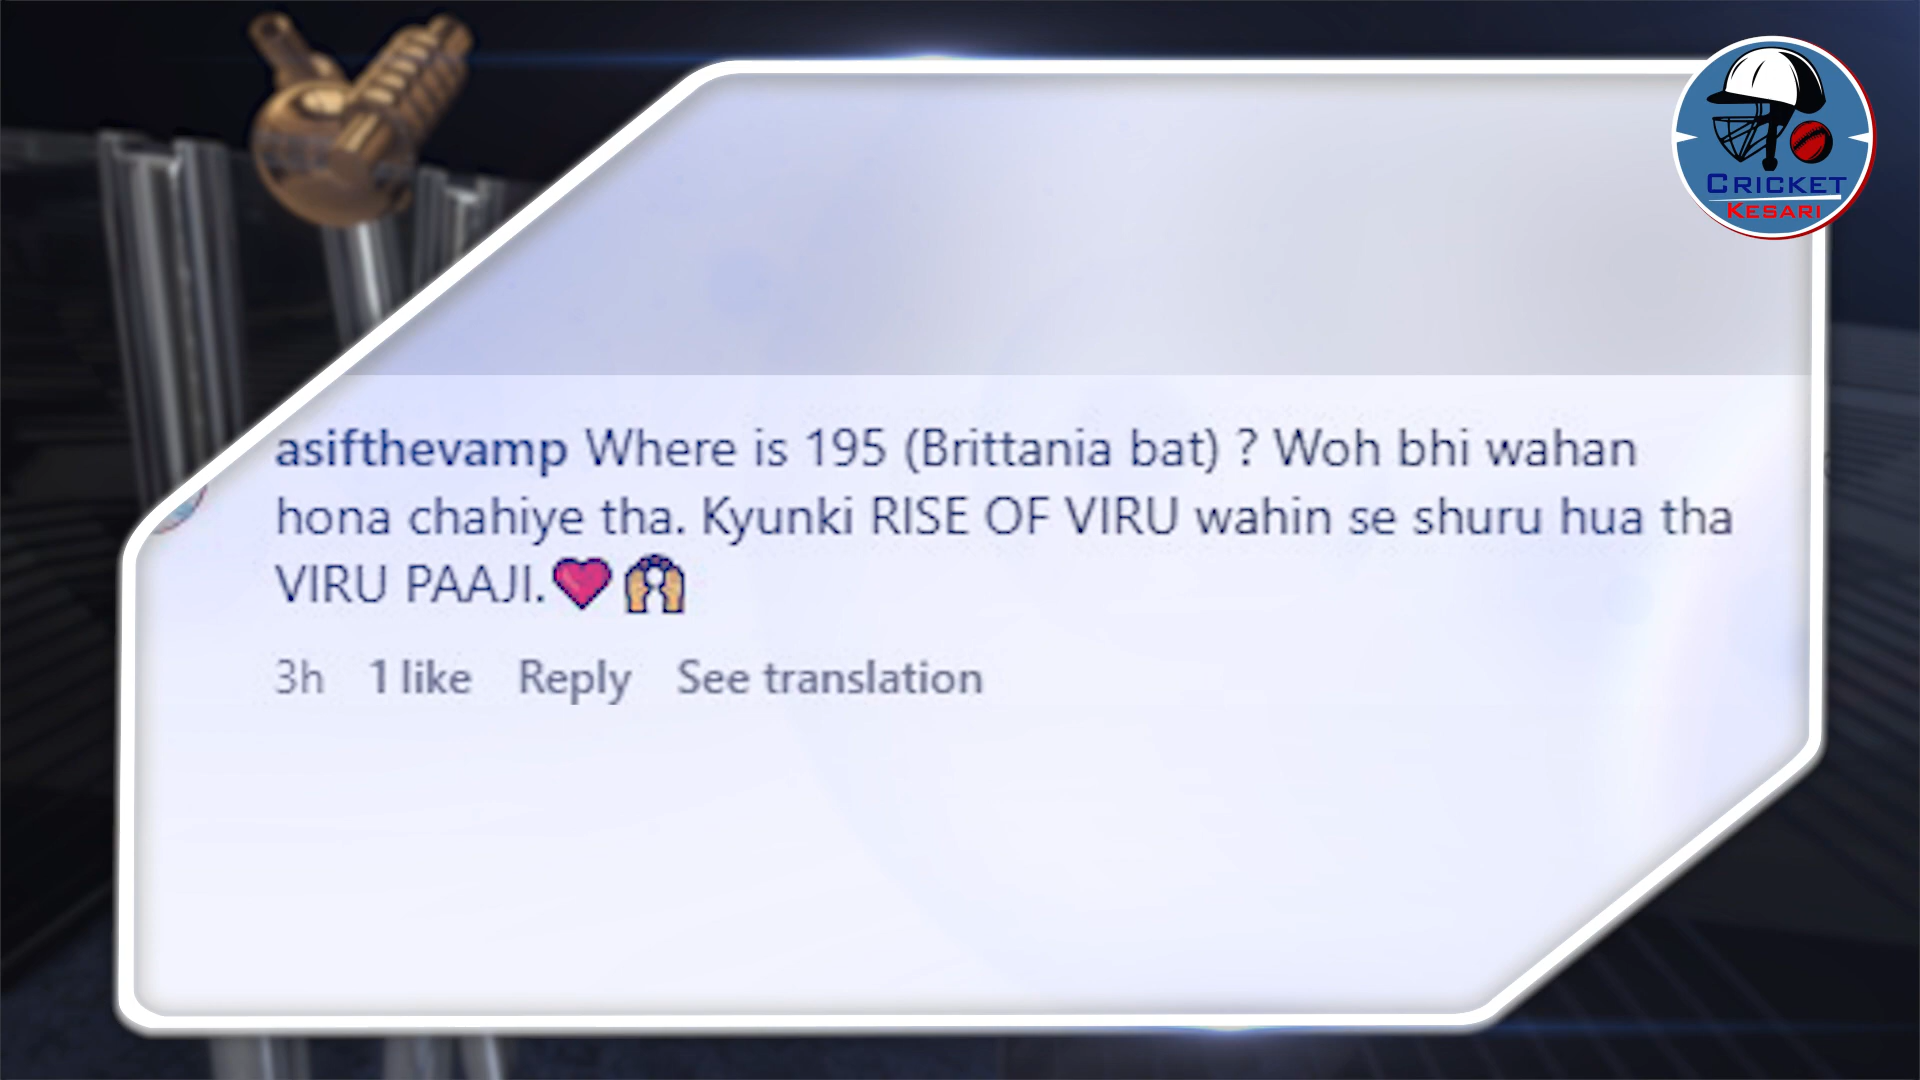 CRICKET
KESARI
asifthevamp Where is 195 (Brittania bat) ? Woh bhi wahan
hona chahiye tha. Kyunki RISE OF VIRU wahin se shuru hua tha
VIRU PAAJI.❤️🙌
3h 1 like Reply See translation